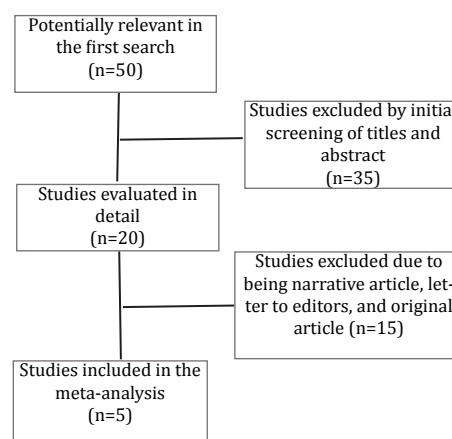 Potentially relevant in
the first search
(n=50)
Studies excluded by initia
screening of titles and
abstract
(n=35)
Studies evaluated in
detail
(n=20)
Studies excluded due to
being narrative article, let-
ter to editors, and original
article (n=15)
Studies included in the
meta-analysis
(n=5)